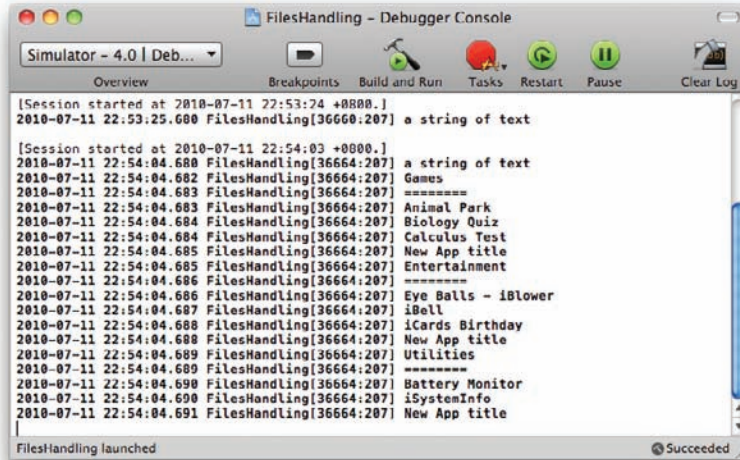 FilesHandling – Debugger Console
Simulator – 4.0 | Deb...
Overview
Breakpoints
Build and Run
Tasks
Restart
Pause
Clear Log
[Session started at 2010-07-11 22:53:24 +0800.]
2010-07-11 22:53:25.680 FilesHandling[36660:207] a string of text
[Session started at 2010-07-11 22:54:03 +0800.]
2010-07-11 22:54:04.680 FilesHandling[36664:207] a string of text
2010-07-11 22:54:04.682 FilesHandling[36664:207] Games
2010-07-11 22:54:04.683 FilesHandling[36664:207] ========
2010-07-11 22:54:04.683 FilesHandling[36664:207] Animal Park
2010-07-11 22:54:04.684 FilesHandling[36664:207] Biology Quiz
2010-07-11 22:54:04.684 FilesHandling[36664:207] Calculus Test
2010-07-11 22:54:04.685 FilesHandling[36664:207] New App title
2010-07-11 22:54:04.685 FilesHandling[36664:207] Entertainment
2010-07-11 22:54:04.686 FilesHandling[36664:207] ========
2010-07-11 22:54:04.686 FilesHandling[36664:207] Eye Balls – iBlower
2010-07-11 22:54:04.687 FilesHandling[36664:207] iBell
2010-07-11 22:54:04.688 FilesHandling[36664:207] iCards Birthday
2010-07-11 22:54:04.688 FilesHandling[36664:207] New App title
2010-07-11 22:54:04.689 FilesHandling[36664:207] Utilities
2010-07-11 22:54:04.689 FilesHandling[36664:207] ========
2010-07-11 22:54:04.690 FilesHandling[36664:207] Battery Monitor
2010-07-11 22:54:04.690 FilesHandling[36664:207] iSystemInfo
2010-07-11 22:54:04.691 FilesHandling[36664:207] New App title
FilesHandling launched
Succeeded